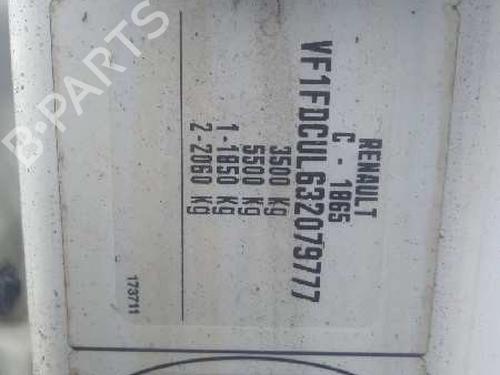 RENAULT
C - 1865
VF1FDCUL632079777
3500 kg
5500 kg
1-1850 kg
2-2060 kg
173711
B-Parts